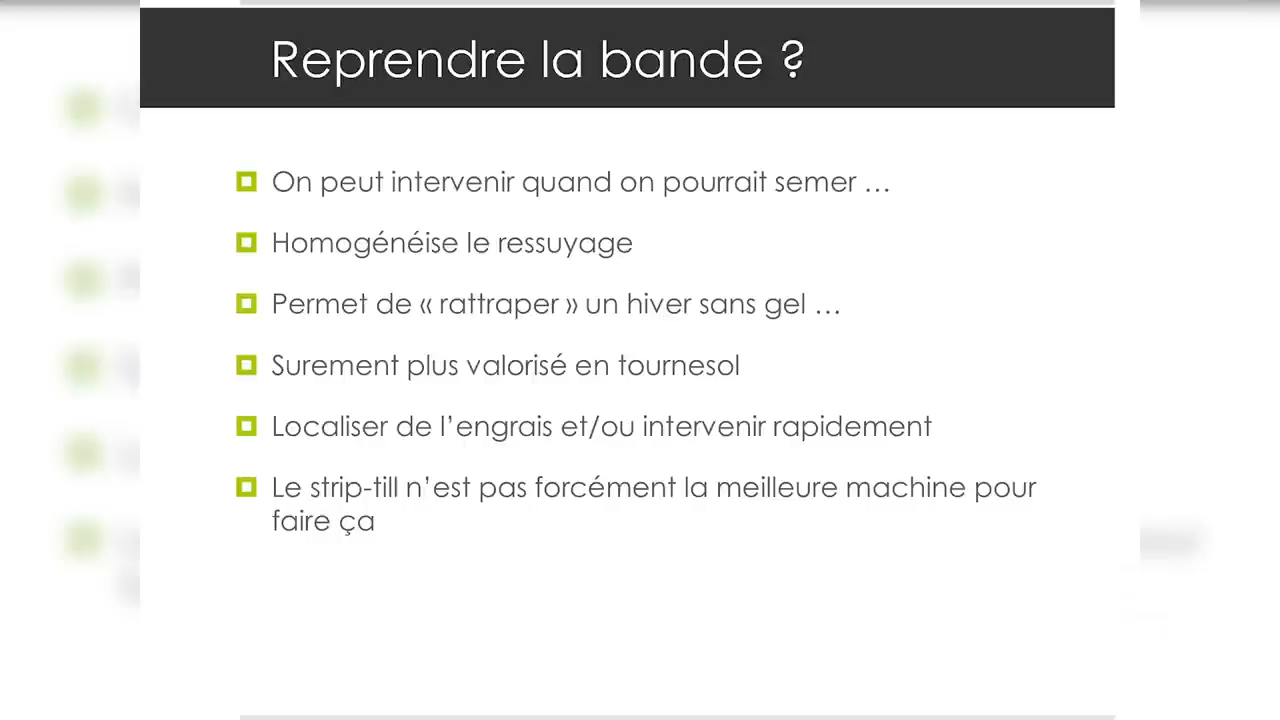 Reprendre la bande ?
On peut intervenir quand on pourrait semer …
Homogénéise le ressuyage
Permet de « rattraper » un hiver sans gel …
Surement plus valorisé en tournesol
Localiser de l’engrais et/ou intervenir rapidement
Le strip-till n’est pas forcément la meilleure machine pour
faire ça